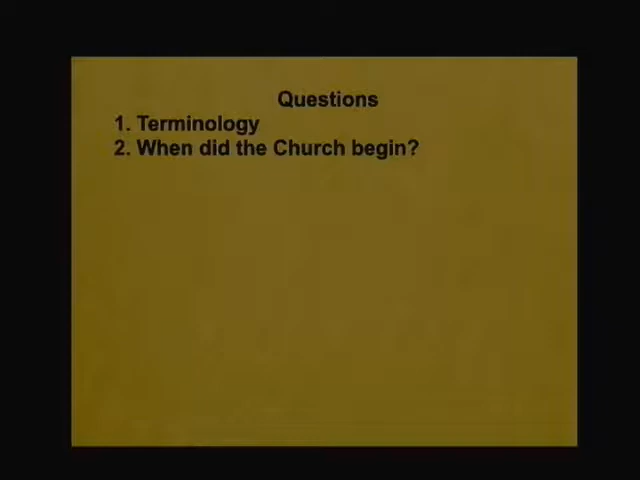 Questions
1. Terminology
2. When did the Church begin?